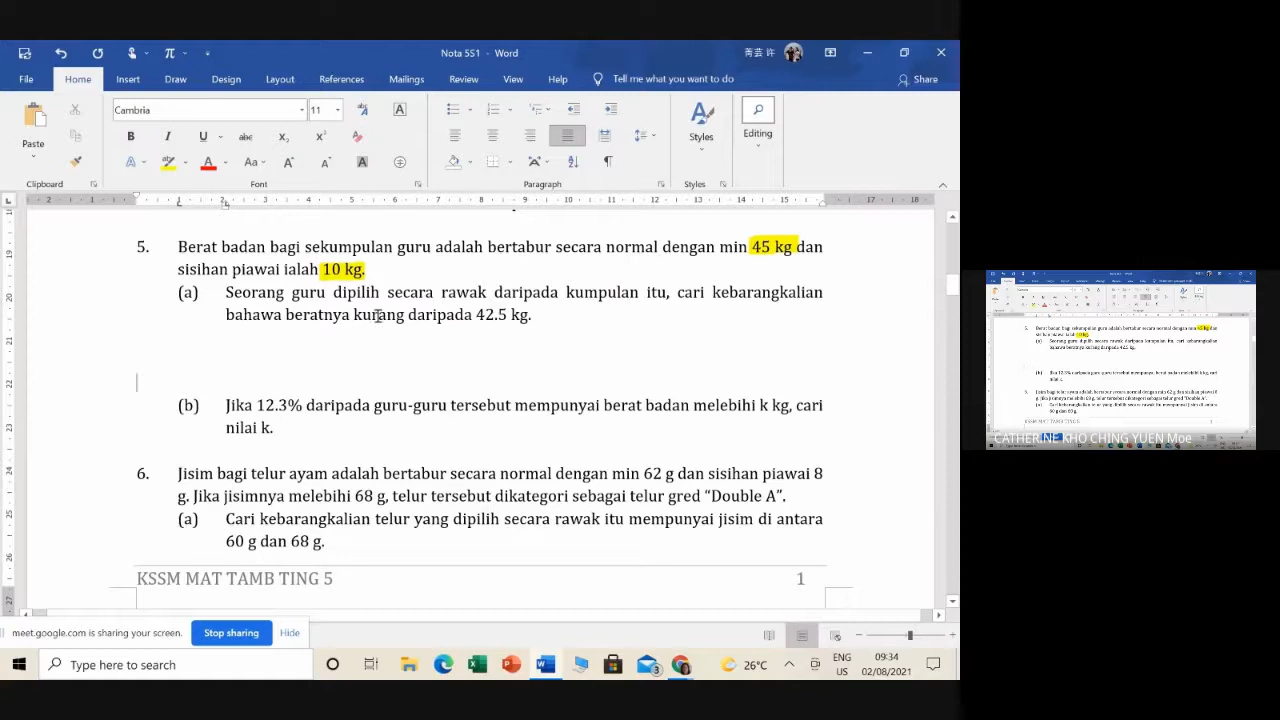 Nota 5S1 - Word
菁芸 许
File Home Insert Draw Design Layout References Mailings Review View Help Tell me what you want to do Share
Cambria 11
Paste
Styles
Editing
Clipboard Font Paragraph Styles
5. Berat badan bagi sekumpulan guru adalah bertabur secara normal dengan min 45 kg dan
sisihan piawai ialah 10 kg.
(a) Seorang guru dipilih secara rawak daripada kumpulan itu, cari kebarangkalian
bahawa beratnya kurang daripada 42.5 kg.
(b) Jika 12.3% daripada guru-guru tersebut mempunyai berat badan melebihi k kg, cari
nilai k.
6. Jisim bagi telur ayam adalah bertabur secara normal dengan min 62 g dan sisihan piawai 8
g. Jika jisimnya melebihi 68 g, telur tersebut dikategori sebagai telur gred “Double A”.
(a) Cari kebarangkalian telur yang dipilih secara rawak itu mempunyai jisim di antara
60 g dan 68 g.
KSSM MAT TAMB TING 5 1
meet.google.com is sharing your screen. Stop sharing Hide
Type here to search
26°C
ENG
US
09:34
02/08/2021
CATHERINE KHO CHING YUEN Moe